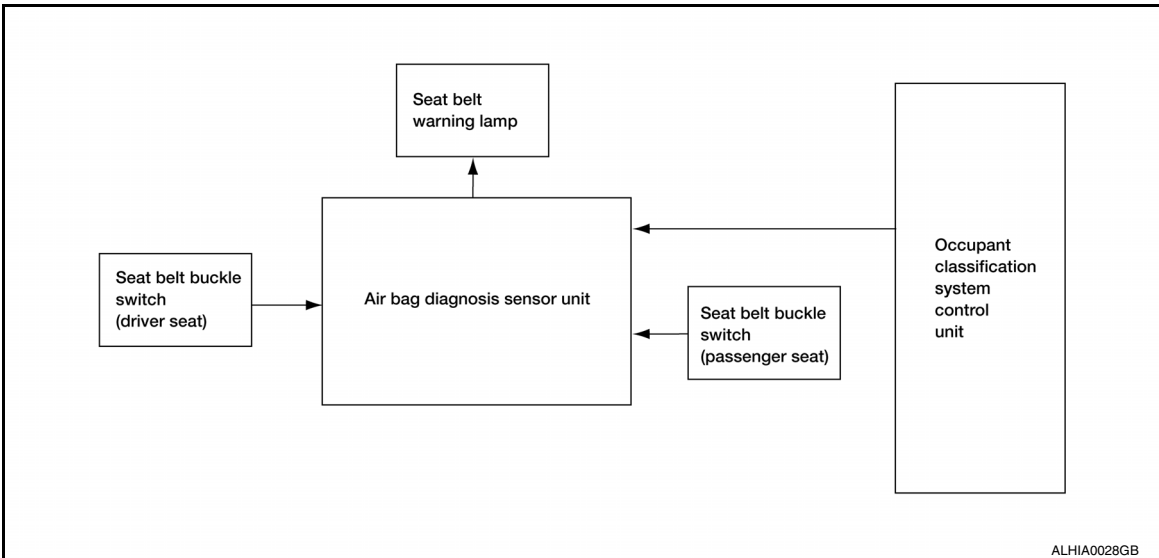 Seat belt
warning lamp
Seat belt buckle
switch
(driver seat)
Air bag diagnosis sensor unit
Seat belt buckle
switch
(passenger seat)
Occupant
classification
system
control
unit
ALHIA0028GB